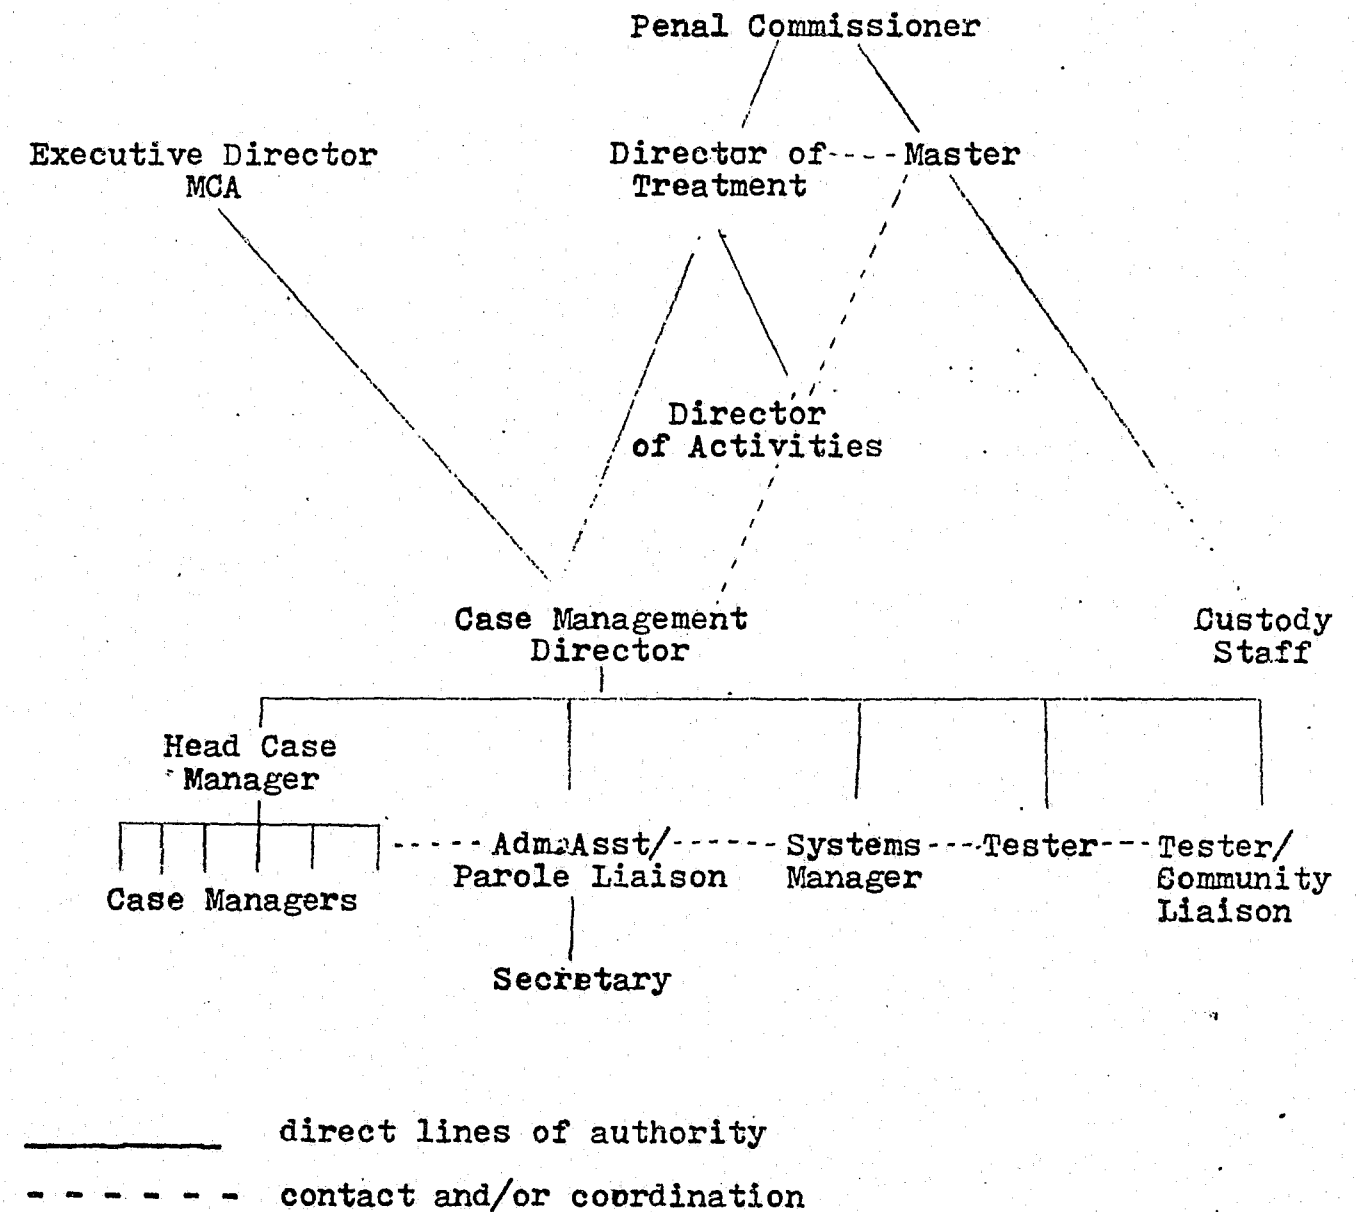 Penal Commissioner
Executive Director
MCA
Director of----Master
Treatment
Director
of Activities
Case Management
Director
Custody
Staff
Head Case
Manager
-----Adm.Asst/------Systems----Tester---Tester/
Parole Liaison
Manager
Community
Liaison
Case Managers
Secretary
direct lines of authority
contact and/or coordination